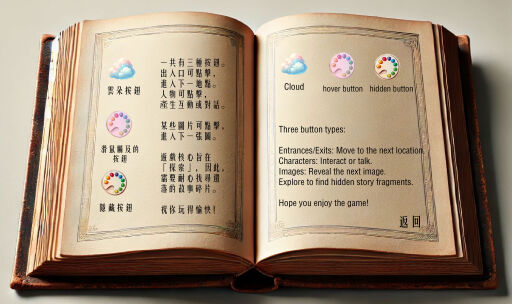 雲朵按鈕
滑鼠觸及的
按鈕
隱藏按鈕
一共有三種按鈕。
出入口可點擊，
進入下一地點。
人物可點擊，
產生互動或對話。
某些圖片可點擊，
進入下一張圖。
遊戲核心旨在
「探索」，因此，
需要耐心找尋遺
落的故事碎片。
祝你玩得愉快！
Cloud
hover button
hidden button
Three button types:
Entrances/Exits: Move to the next location.
Characters: Interact or talk.
Images: Reveal the next image.
Explore to find hidden story fragments.
Hope you enjoy the game!
返回